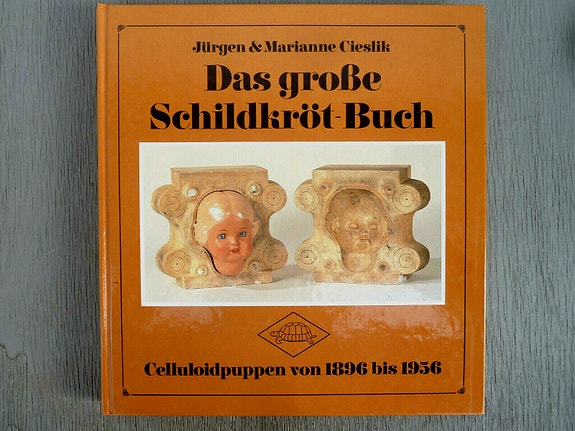 Jürgen & Marianne Cieslik
Das große
Schildkröt-Buch
Celluloidpuppen von 1896 bis 1956